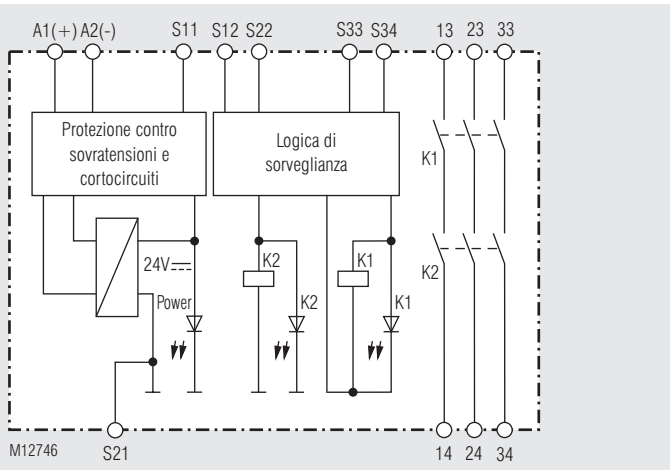 A1(+) A2(-) S11 S12 S22 S33 S34 13 23 33
Protezione contro
sovratensioni e
cortocircuiti
Logica di
sorveglianza
K1
K2
24V
K2
K1
Power
K2
K1
M12746
S21
14 24 34